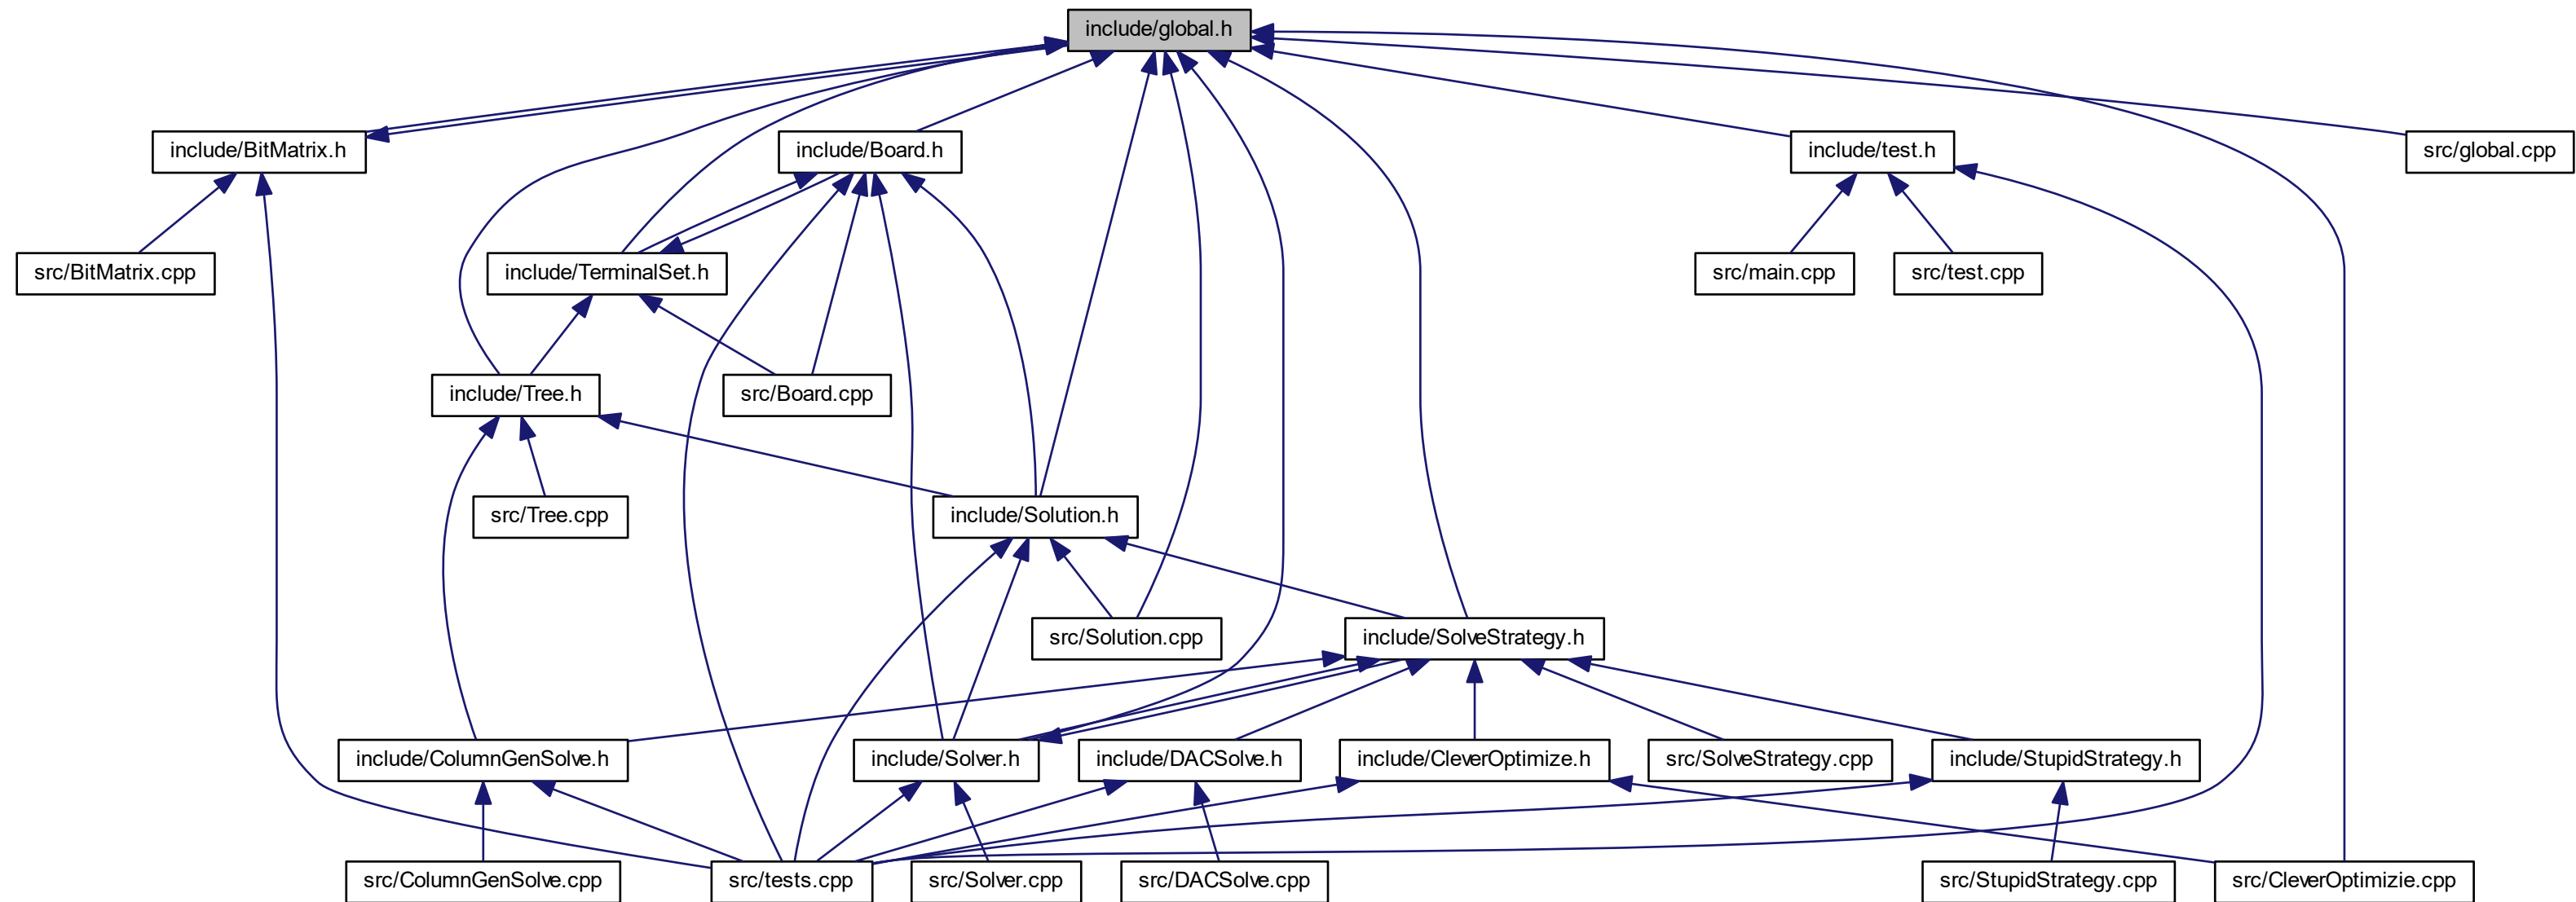 include/global.h
include/BitMatrix.h
include/Board.h
include/test.h
src/global.cpp
src/BitMatrix.cpp
include/TerminalSet.h
src/main.cpp
src/test.cpp
include/Tree.h
src/Board.cpp
src/Tree.cpp
include/Solution.h
src/Solution.cpp
include/SolveStrategy.h
include/ColumnGenSolve.h
include/Solver.h
include/DACSolve.h
include/CleverOptimize.h
src/SolveStrategy.cpp
include/StupidStrategy.h
src/ColumnGenSolve.cpp
src/tests.cpp
src/Solver.cpp
src/DACSolve.cpp
src/StupidStrategy.cpp
src/CleverOptimizie.cpp